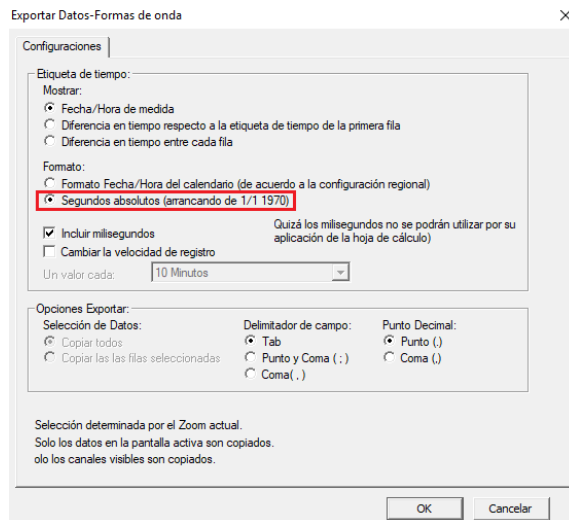 Exportar Datos-Formas de onda
Configuraciones
Etiqueta de tiempo:
Mostrar:
Fecha/Hora de medida
Diferencia en tiempo respecto a la etiqueta de tiempo de la primera fila
Diferencia en tiempo entre cada fila
Formato:
Formato Fecha/Hora del calendario (de acuerdo a la configuración regional)
Segundos absolutos (arrancando de 1/1 1970)
Incluir milisegundos
Quizá los milisegundos no se podrán utilizar por su
aplicación de la hoja de cálculo)
Cambiar la velocidad de registro
Un valor cada:
10 Minutos
Opciones Exportar:
Selección de Datos:
Copiar todos
Copiar las las filas seleccionadas
Delimitador de campo:
Tab
Punto y Coma ( ; )
Coma( , )
Punto Decimal:
Punto (.)
Coma (,)
Selección determinada por el Zoom actual.
Solo los datos en la pantalla activa son copiados.
olo los canales visibles son copiados.
OK
Cancelar